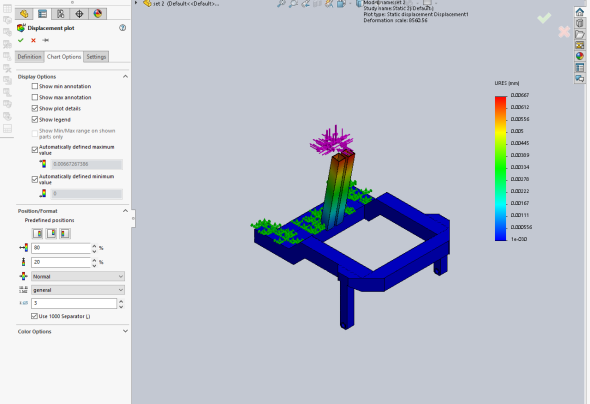 ret 2 (Default<<Default>...
Model name: ret 2
Study name: Static 2(-Default-)
Plot type: Static displacement Displacement1
Deformation scale: 8560.56
Displacement plot
Definition
Chart Options
Settings
Display Options
Show min annotation
Show max annotation
Show plot details
Show legend
Show Min/Max range on shown
parts only
Automatically defined maximum
value
0.00667267386
Automatically defined minimum
value
0
Position/Format
Predefined positions
80 %
20 %
Normal
general
3
Use 1000 Separator (,)
Color Options
URES (mm)
0.00667
0.00612
0.00556
0.005
0.00445
0.00389
0.00334
0.00278
0.00222
0.00167
0.00111
0.000556
1e-030